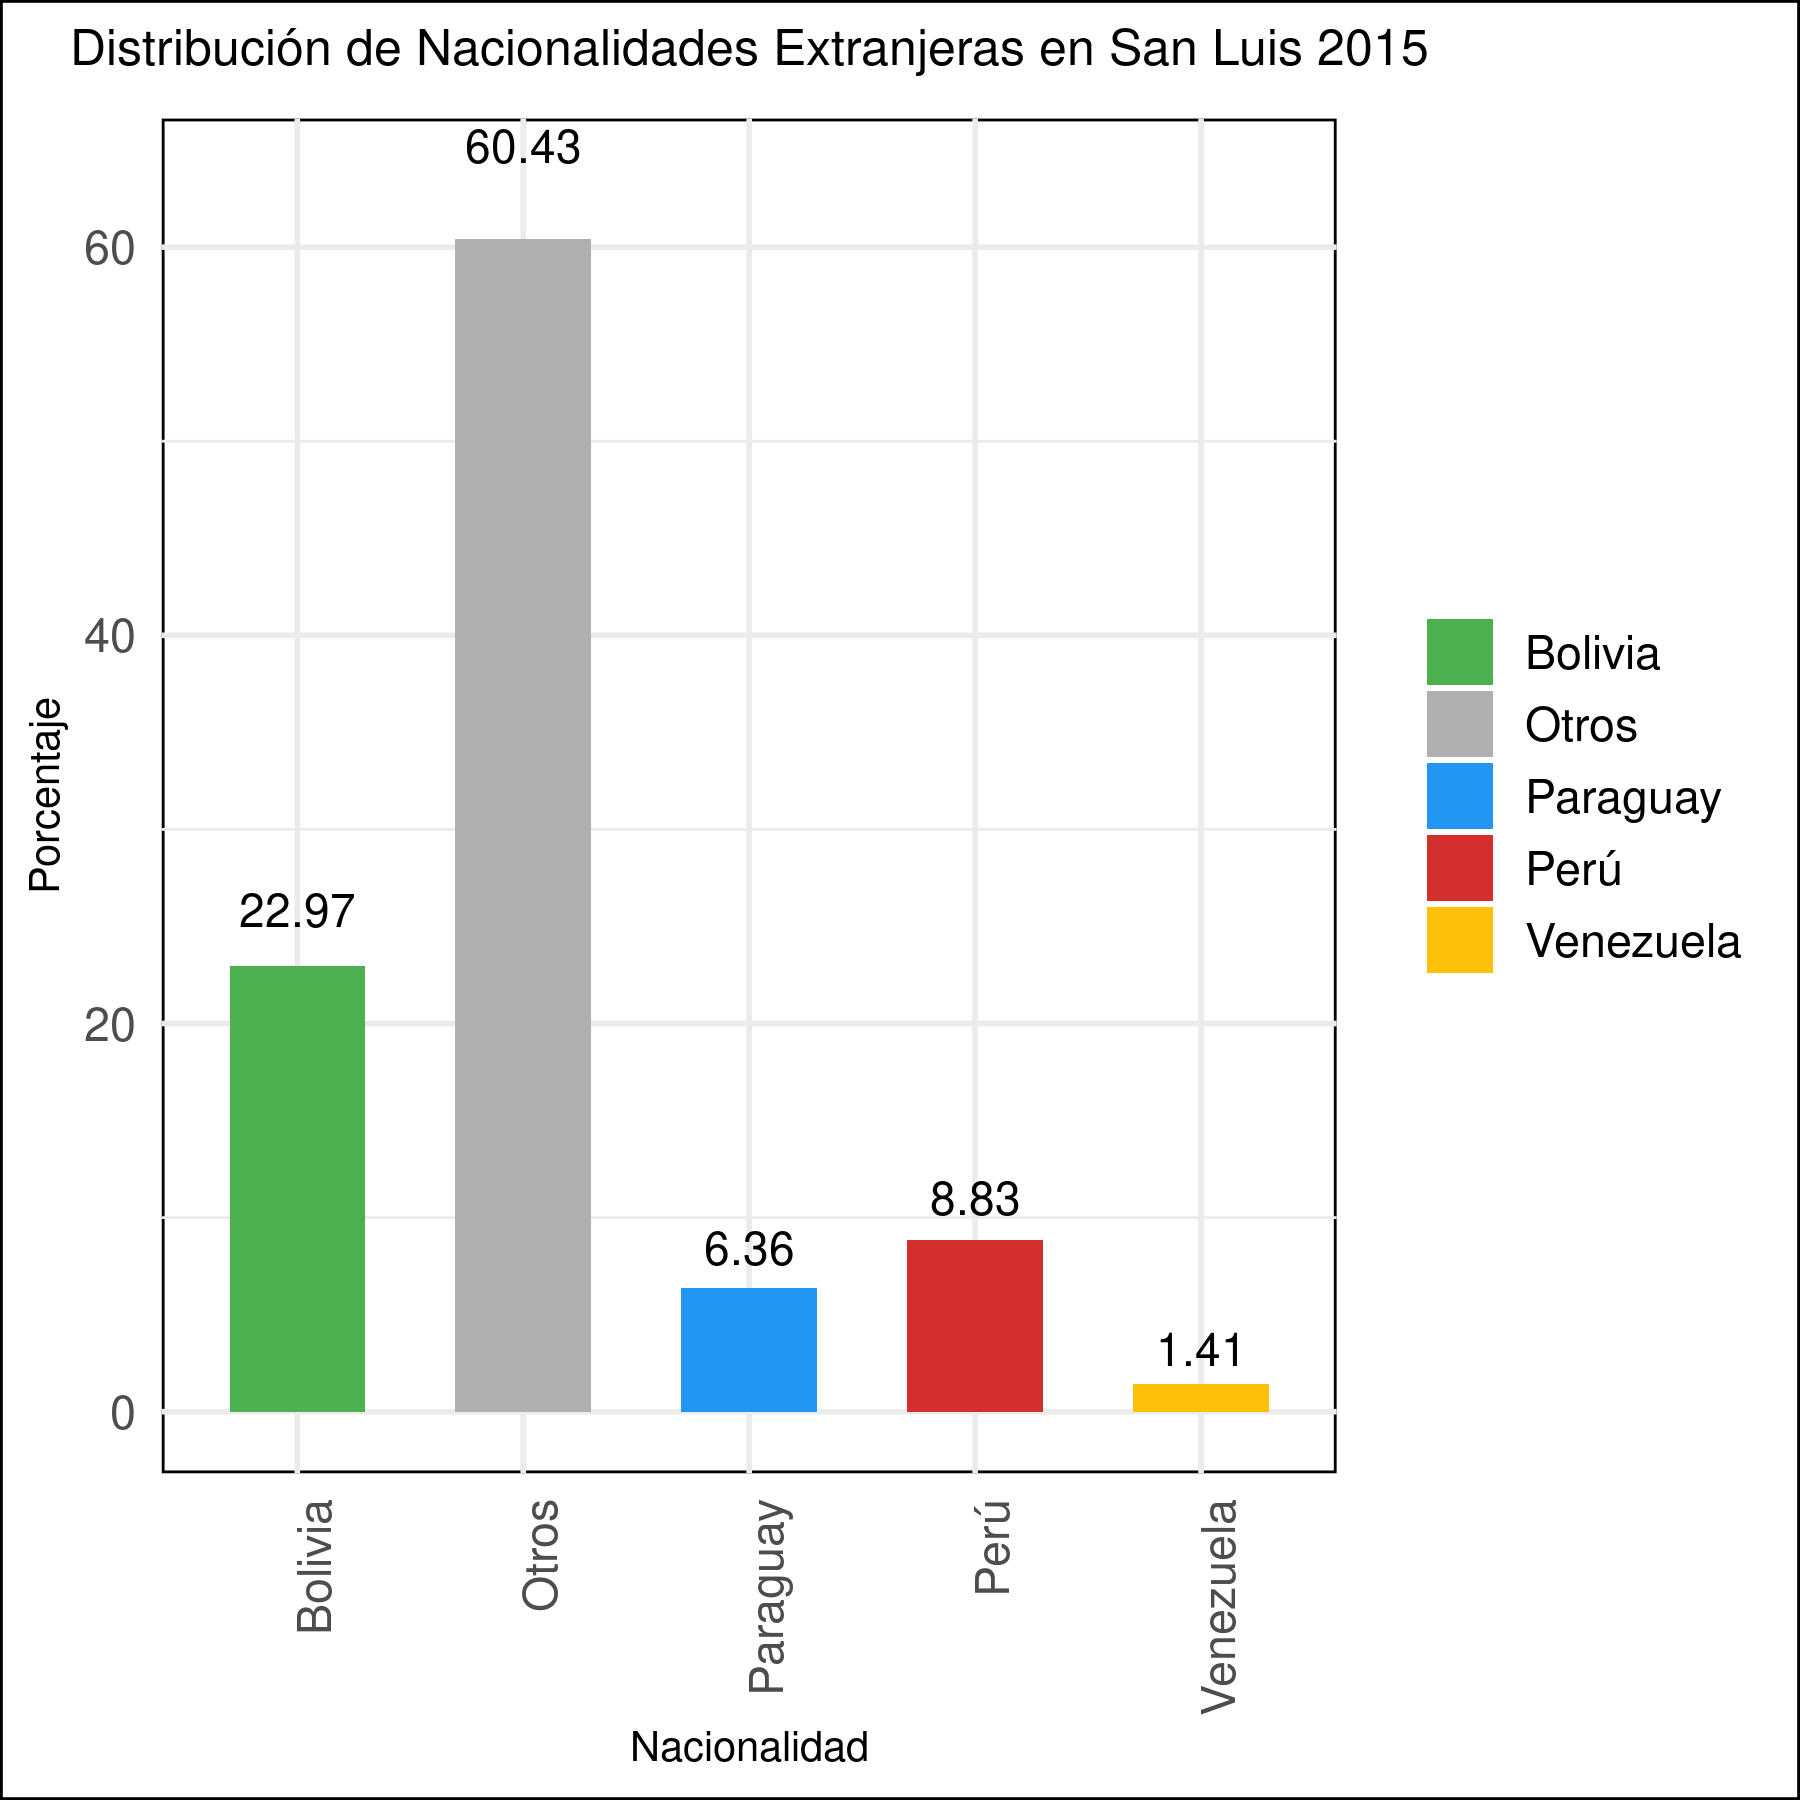 Distribución de Nacionalidades Extranjeras en San Luis 2015
Porcentaje
60
40
20
0
22.97
60.43
6.36
8.83
1.41
Bolivia
Otros
Paraguay
Perú
Venezuela
Nacionalidad
Bolivia
Otros
Paraguay
Perú
Venezuela